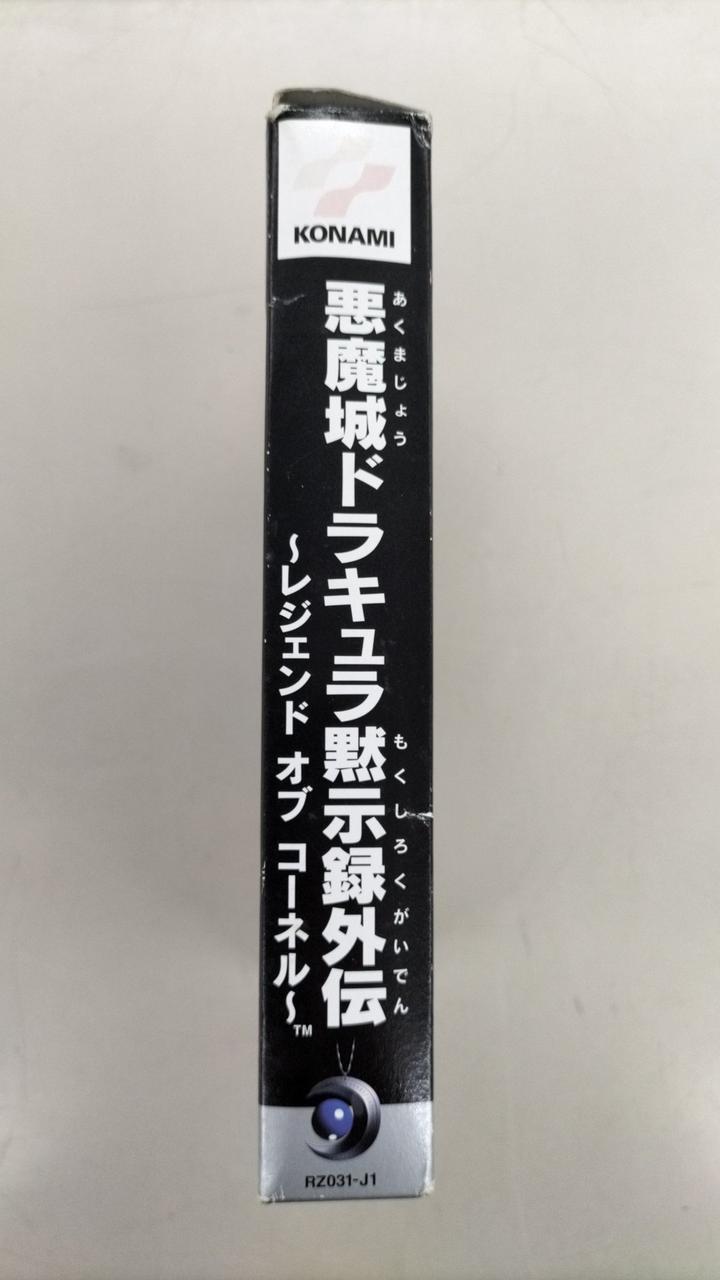 KONAMI
あくまじょう
もくしろくがいでん
悪魔城ドラキュラ黙示録外伝
～レジェンド オブ コーネル～™
RZ031-J1